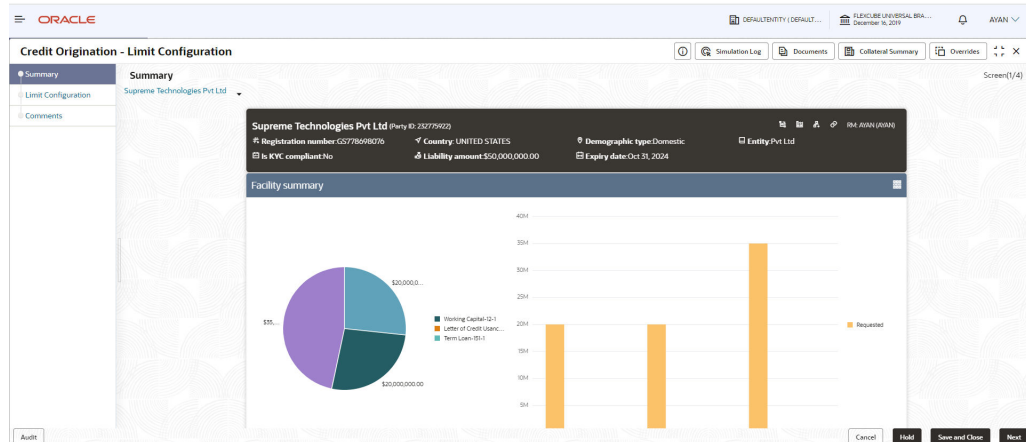 ORACLE
DEFAULTENTITY ( DEFAULT...
FLEXCUBE UNIVERSAL BRA...
December 16, 2019
AYAN
Credit Origination - Limit Configuration
Simulation Log
Documents
Collateral Summary
Overrides
Summary
Limit Configuration
Comments
Summary
Screen(1/4)
Supreme Technologies Pvt Ltd
Supreme Technologies Pvt Ltd (Party ID: 232775922)
RM: AYAN (AYAN)
Registration number:GS778698076
Country: UNITED STATES
Demographic type:Domestic
Entity:Pvt Ltd
Is KYC compliant:No
Liability amount:$50,000,000.00
Expiry date:Oct 31, 2024
Facility summary
$20,000,0...
$35,...
$20,000,000.00
Working Capital-12-1
Letter of Credit Usanc...
Term Loan-151-1
40M
35M
30M
25M
20M
15M
10M
5M
Requested
Audit
Cancel
Hold
Save and Close
Next